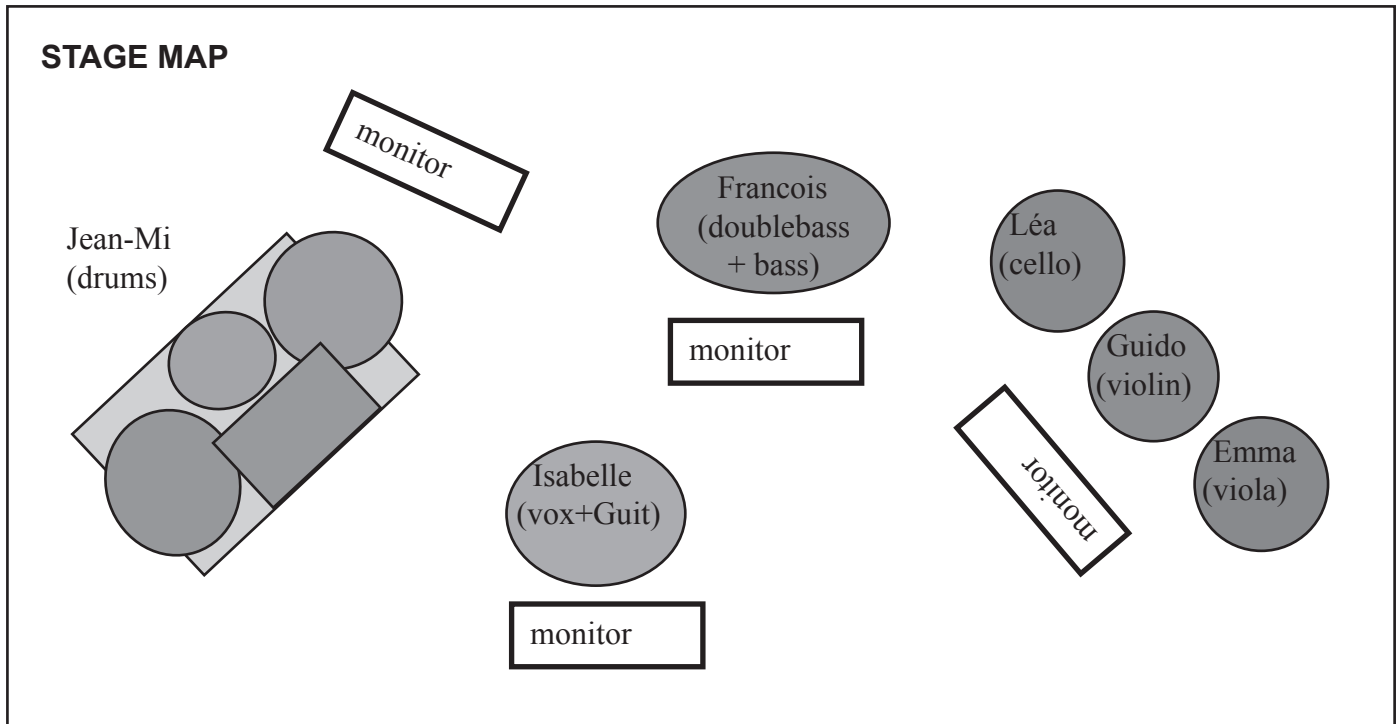 STAGE MAP
monitor
Jean-Mi
(drums)
Francois
(doublebass
+ bass)
monitor
Léa
(cello)
Guido
(violin)
Emma
(viola)
monitor
Isabelle
(vox+Guit)
monitor